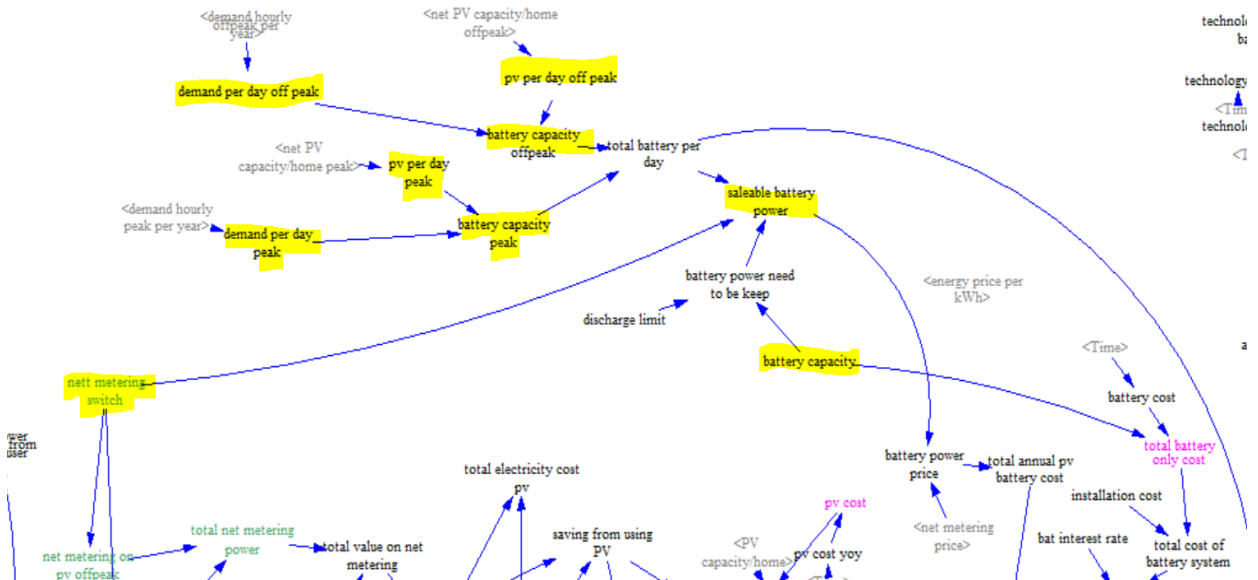 <demand hourly
offpeak per
year>
<net PV capacity/home
offpeak>
demand per day off peak
pv per day off peak
battery capacity
offpeak
total battery per
day
<net PV
capacity/home peak>
pv per day
peak
saleable battery
power
<demand hourly
peak per year>
demand per day
peak
battery capacity
peak
battery power need
to be keep
discharge limit
<energy price per
kWh>
battery capacity
<Time>
battery cost
nett metering
switch
from
user
total battery
only cost
total electricity cost
pv
battery power
price
total annual pv
battery cost
installation cost
pv cost
<net metering
price>
total net metering
power
net metering on
pv offpeak
total value on net
metering
saving from using
PV
<PV
capacity/home>
pv cost yoy
bat interest rate
total cost of
battery system
technology